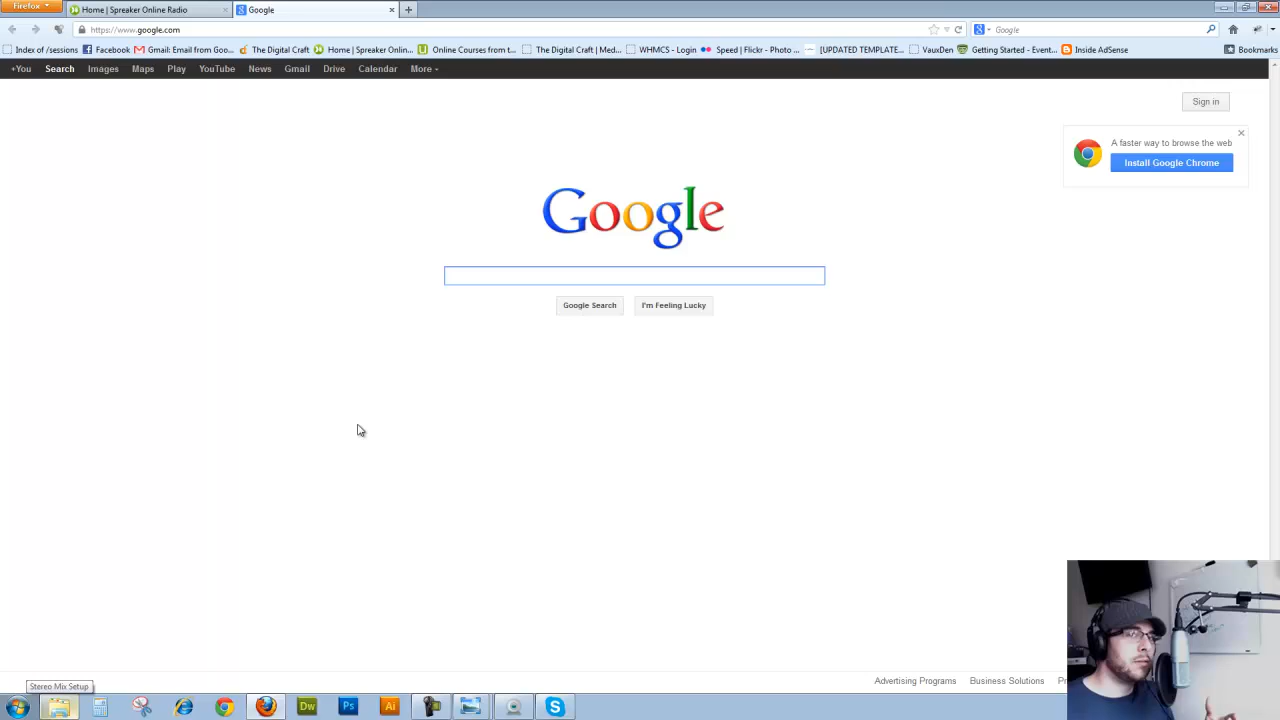 Firefox
Home | Spreaker Online Radio
Google
https://www.google.com
Google
Index of /sessions
Facebook
Gmail: Email from Goo...
The Digital Craft
Home | Spreaker Onlin...
Online Courses from t...
The Digital Craft | Med...
WHMCS - Login
Speed | Flickr - Photo ...
[UPDATED TEMPLATE...
VauxDen
Getting Started - Event...
Inside AdSense
Bookmarks
+You Search Images Maps Play YouTube News Gmail Drive Calendar More
Sign in
A faster way to browse the web
Install Google Chrome
Google
Google Search
I'm Feeling Lucky
Advertising Programs Business Solutions
Stereo Mix Setup
Dw Ps Ai